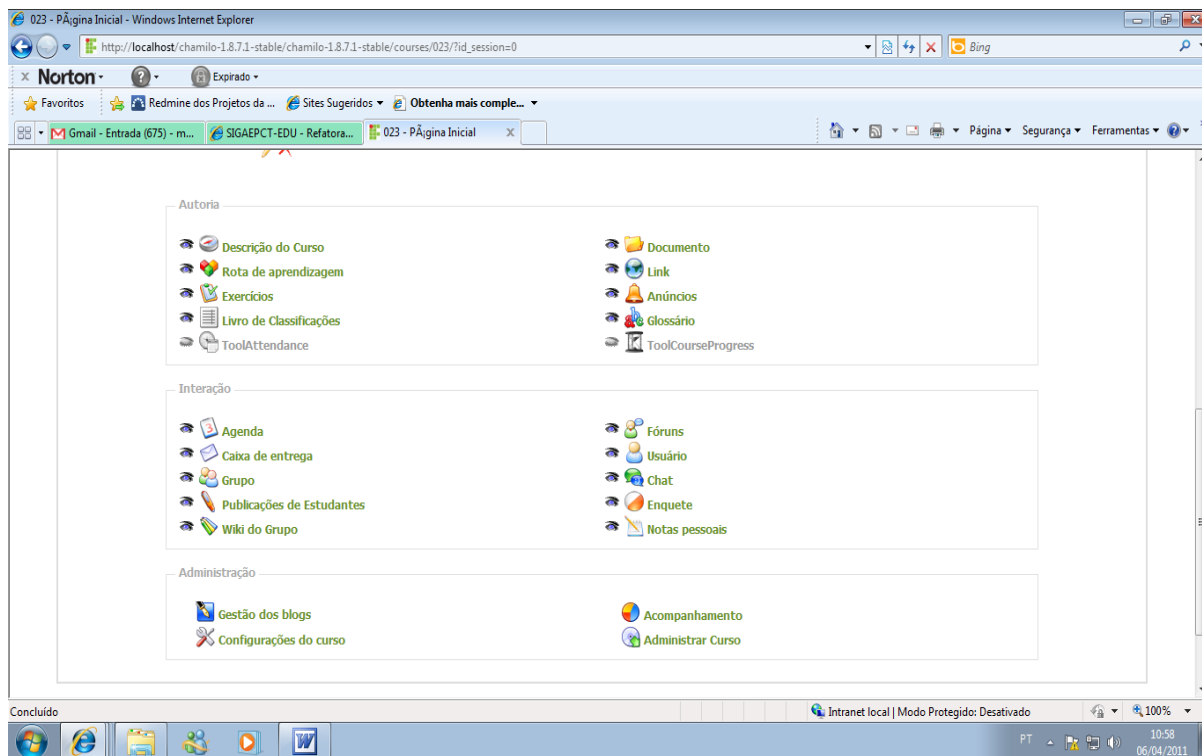 023 - PÃ¡gina Inicial - Windows Internet Explorer
http://localhost/chamilo-1.8.7.1-stable/chamilo-1.8.7.1-stable/courses/023/?id_session=0
Bing
x Norton
Expirado
Favoritos
Redmine dos Projetos da ...
Sites Sugeridos
Obtenha mais comple...
Gmail - Entrada (675) - m...
SIGAEPCT-EDU - Refatora...
023 - PÃ¡gina Inicial
X
Página
Segurança
Ferramentas
Autoria
Descrição do Curso
Documento
Rota de aprendizagem
Link
Exercícios
Anúncios
Livro de Classificações
Glossário
ToolAttendance
ToolCourseProgress
Interação
Agenda
Fóruns
Caixa de entrega
Usuário
Grupo
Chat
Publicações de Estudantes
Enquete
Wiki do Grupo
Notas pessoais
Administração
Gestão dos blogs
Acompanhamento
Configurações do curso
Administrar Curso
Concluído
Intranet local | Modo Protegido: Desativado
100%
PT
10:58
06/04/2011